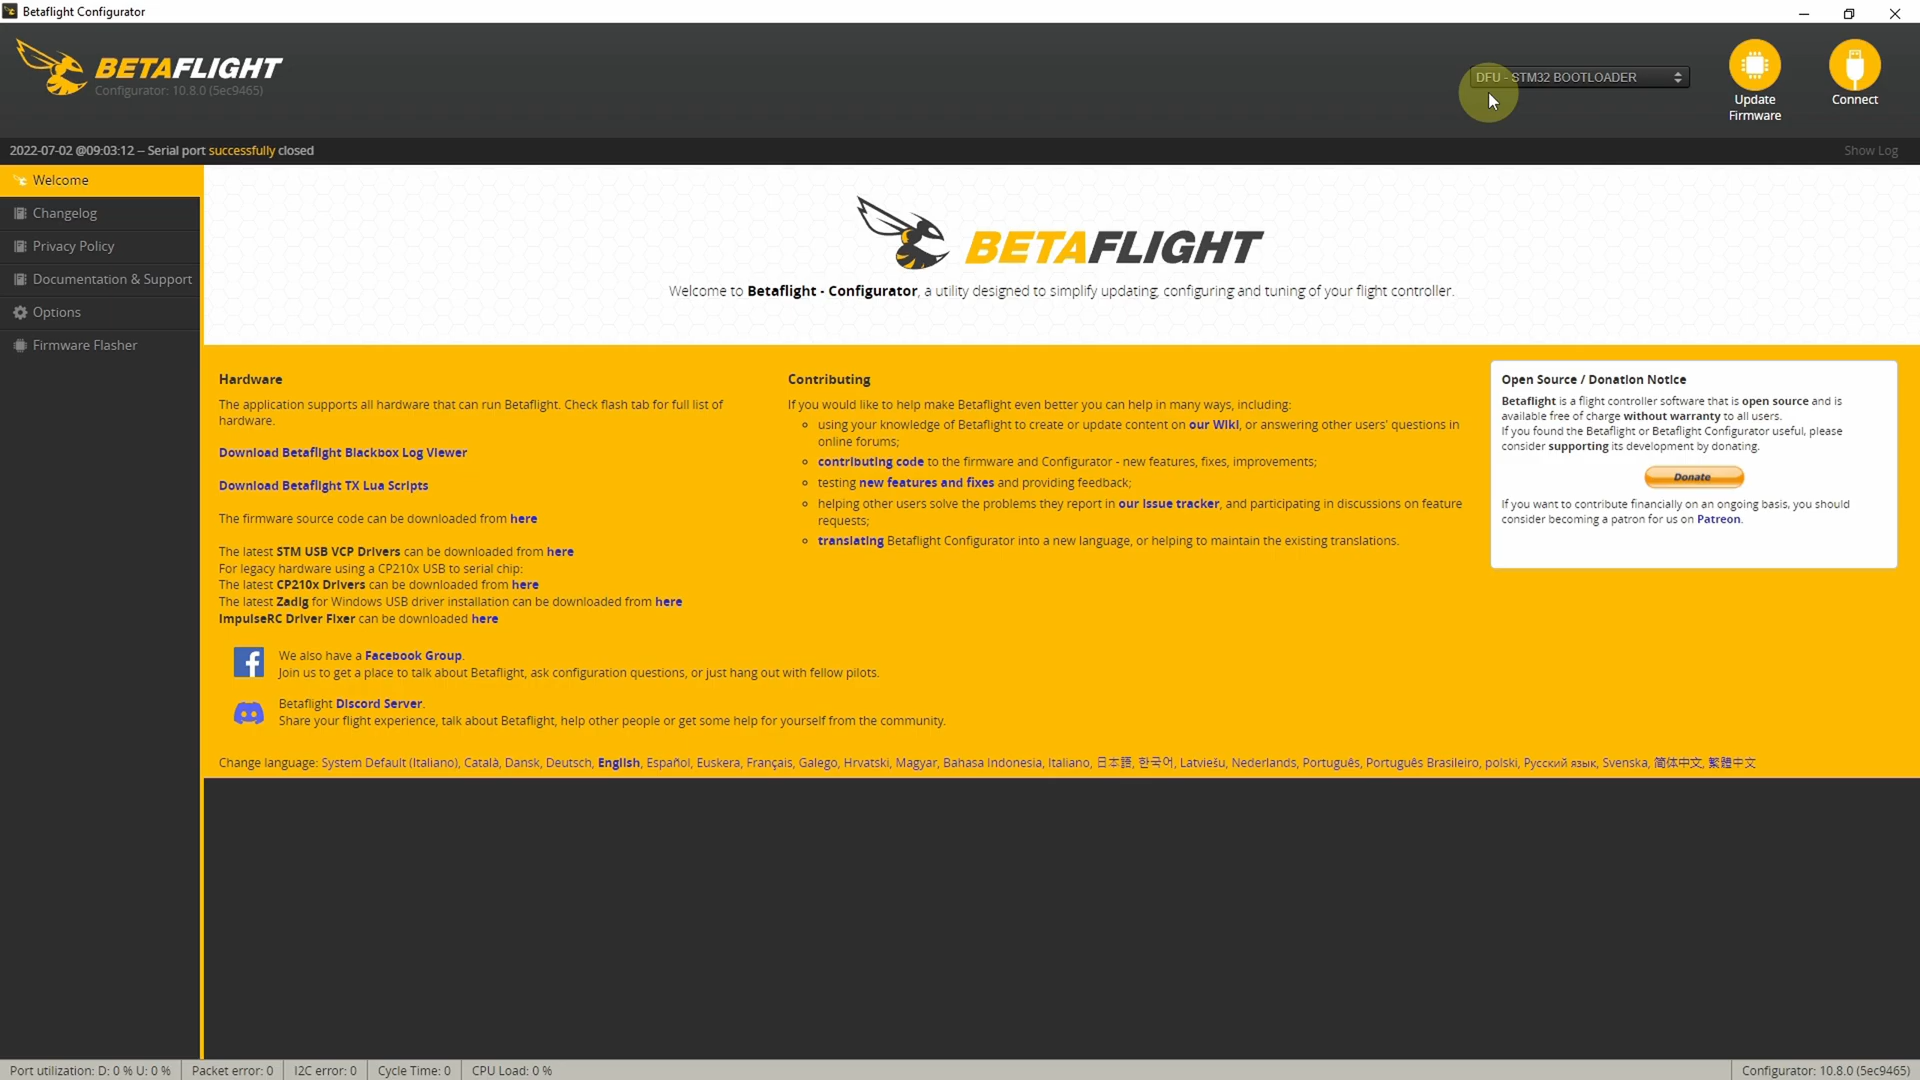 Betaflight Configurator
BETAFLIGHT
Configurator: 10.8.0 (5ec9465)
DFU - STM32 BOOTLOADER
Update
Firmware
Connect
2022-07-02 @09:03:12 -- Serial port successfully closed
Show Log
Welcome
Changelog
Privacy Policy
Documentation & Support
Options
Firmware Flasher
BETAFLIGHT
Welcome to Betaflight - Configurator, a utility designed to simplify updating, configuring and tuning of your flight controller.
Hardware
The application supports all hardware that can run Betaflight. Check flash tab for full list of
hardware.
Download Betaflight Blackbox Log Viewer
Download Betaflight TX Lua Scripts
The firmware source code can be downloaded from here
The latest STM USB VCP Drivers can be downloaded from here
For legacy hardware using a CP210x USB to serial chip:
The latest CP210x Drivers can be downloaded from here
The latest Zadig for Windows USB driver installation can be downloaded from here
ImpulseRC Driver Fixer can be downloaded here
We also have a Facebook Group.
Join us to get a place to talk about Betaflight, ask configuration questions, or just hang out with fellow pilots.
Betaflight Discord Server.
Share your flight experience, talk about Betaflight, help other people or get some help for yourself from the community.
Contributing
If you would like to help make Betaflight even better you can help in many ways, including:
using your knowledge of Betaflight to create or update content on our Wiki, or answering other users' questions in
online forums;
contributing code to the firmware and Configurator - new features, fixes, improvements;
testing new features and fixes and providing feedback;
helping other users solve the problems they report in our issue tracker, and participating in discussions on feature
requests;
translating Betaflight Configurator into a new language, or helping to maintain the existing translations.
Open Source / Donation Notice
Betaflight is a flight controller software that is open source and is
available free of charge without warranty to all users.
If you found the Betaflight or Betaflight Configurator useful, please
consider supporting its development by donating.
Donate
If you want to contribute financially on an ongoing basis, you should
consider becoming a patron for us on Patreon.
Change language: System Default (Italiano), Català, Dansk, Deutsch, English, Español, Euskera, Français, Galego, Hrvatski, Magyar, Bahasa Indonesia, Italiano, 日本語, 한국어, Latviešu, Nederlands, Português, Português Brasileiro, polski, Русский язык, Svenska, 简体中文, 繁體中文
Port utilization: D: 0 % U: 0 %
Packet error: 0
I2C error: 0
Cycle Time: 0
CPU Load: 0 %
Configurator: 10.8.0 (5ec9465)